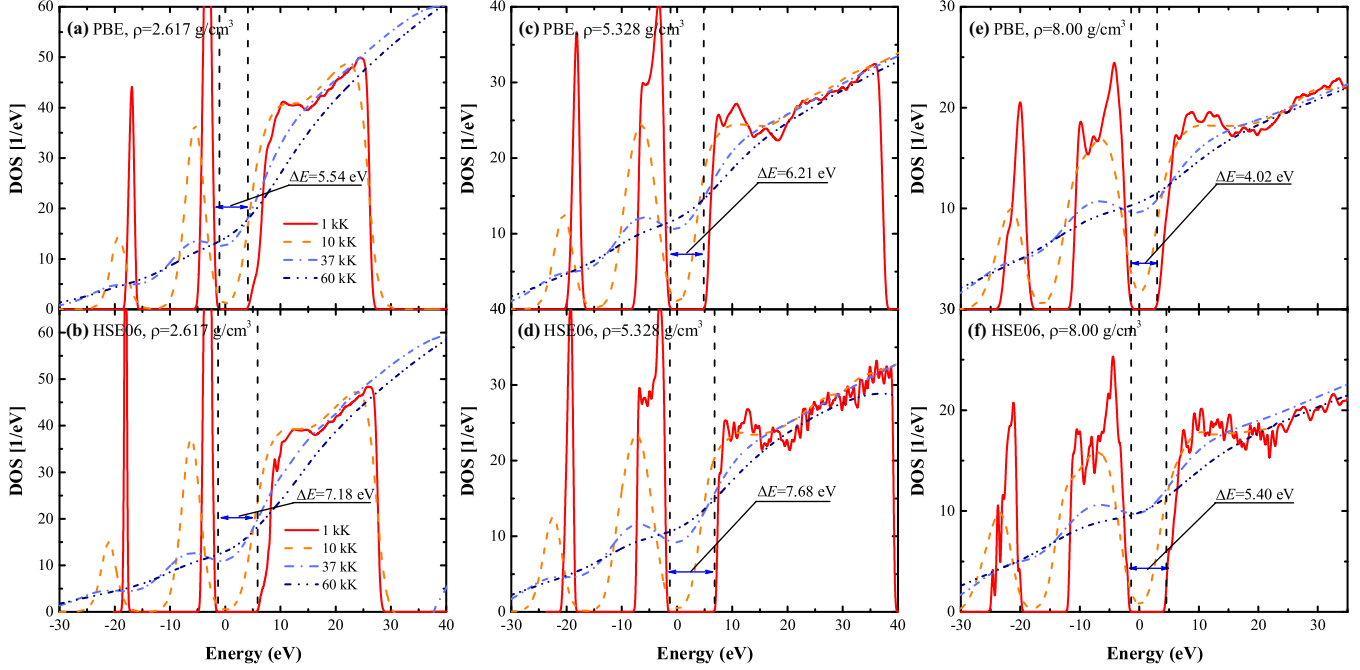 (a) PBE, ρ=2.617 g/cm³
DOS [1/eV]
60
50
40
30
20
10
0
ΔE=5.54 eV
1 kK
10 kK
37 kK
60 kK
(c) PBE, ρ=5.328 g/cm³
DOS [1/eV]
40
30
20
10
40
ΔE=6.21 eV
(e) PBE, ρ=8.00 g/cm³
DOS [1/eV]
30
20
10
30
ΔE=4.02 eV
(b) HSE06, ρ=2.617 g/cm³
DOS [1/eV]
50
40
30
20
10
0
ΔE=7.18 eV
1 kK
10 kK
37 kK
60 kK
-30 -20 -10 0 10 20 30 40
Energy (eV)
(d) HSE06, ρ=5.328 g/cm³
DOS [1/eV]
30
20
10
0
ΔE=7.68 eV
-30 -20 -10 0 10 20 30 40
Energy (eV)
(f) HSE06, ρ=8.00 g/cm³
DOS [1/eV]
20
10
0
ΔE=5.40 eV
-30 -20 -10 0 10 20 30
Energy (eV)